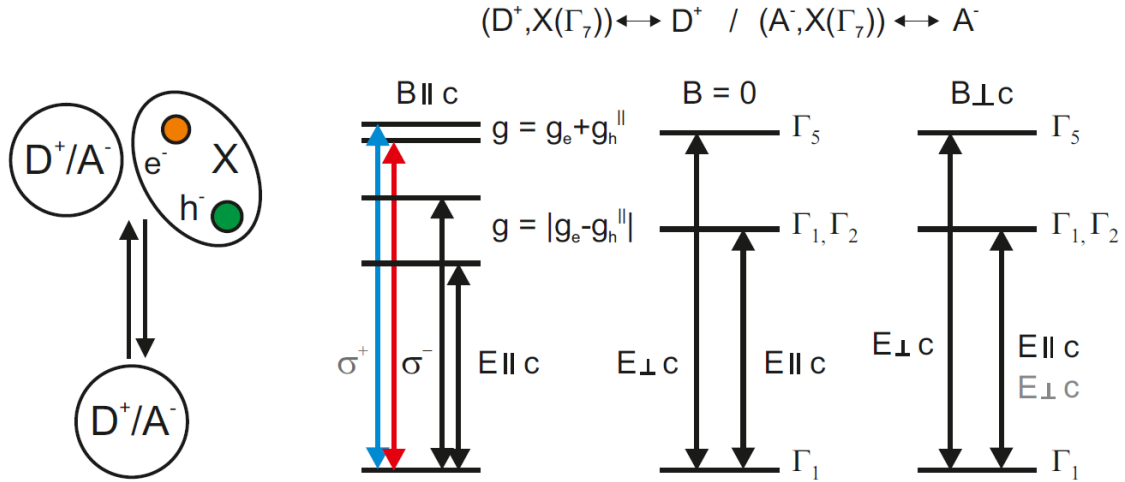 (D⁺,X(Γ₇)) ⟷ D⁺ / (A⁻,X(Γ₇)) ⟷ A⁻
B ∥ c
B = 0
B⊥c
g = gₑ+gₕ^∥
Γ₅
Γ₅
D⁺/A⁻
e⁻
X
h⁻
g = |gₑ-gₕ^∥|
Γ₁, Γ₂
Γ₁, Γ₂
σ⁺
σ⁻
E ∥ c
E⊥c
E ∥ c
E⊥c
E ∥ c
E⊥c
D⁺/A⁻
Γ₁
Γ₁